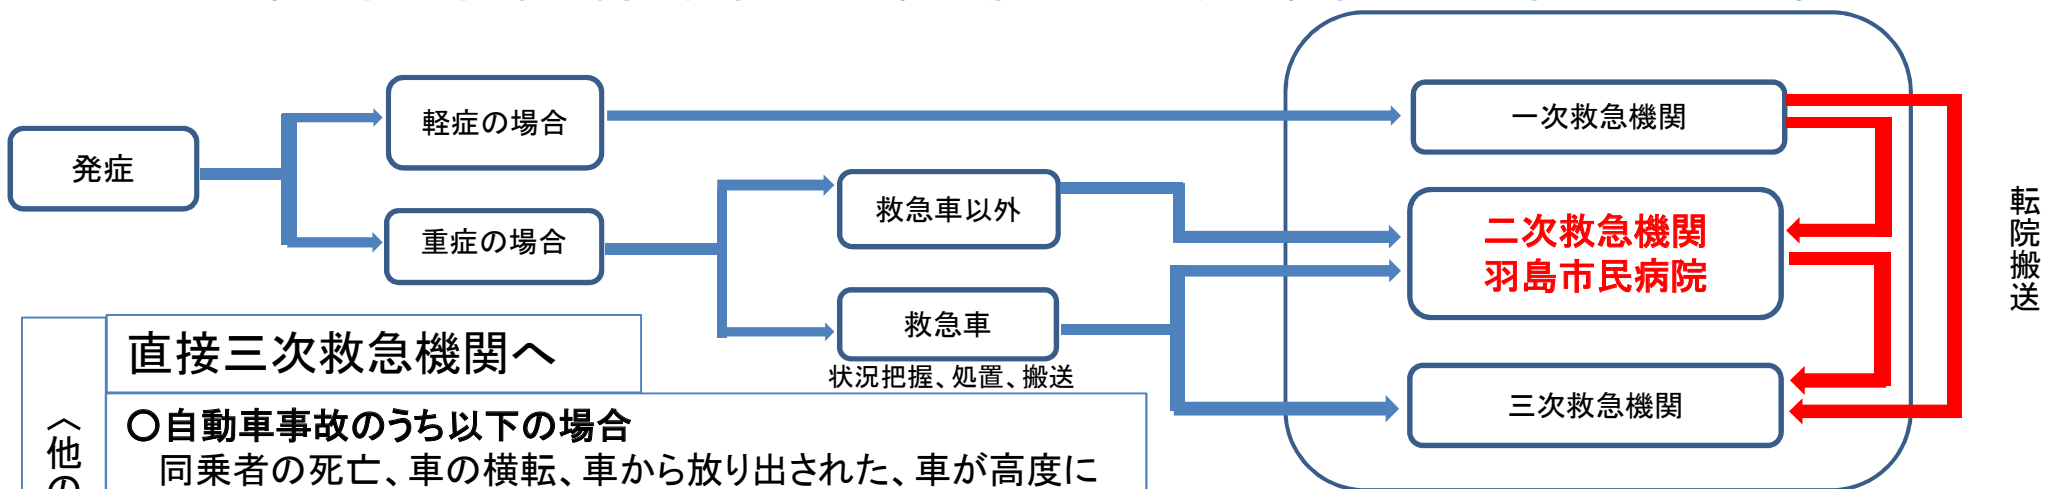 発症
軽症の場合
重症の場合
救急車以外
救急車
状況把握、処置、搬送
一次救急機関
二次救急機関
羽島市民病院
三次救急機関
転院搬送
〈他の
直接三次救急機関へ
〇自動車事故のうち以下の場合
同乗者の死亡、車の横転、車から放り出された、車が高度に